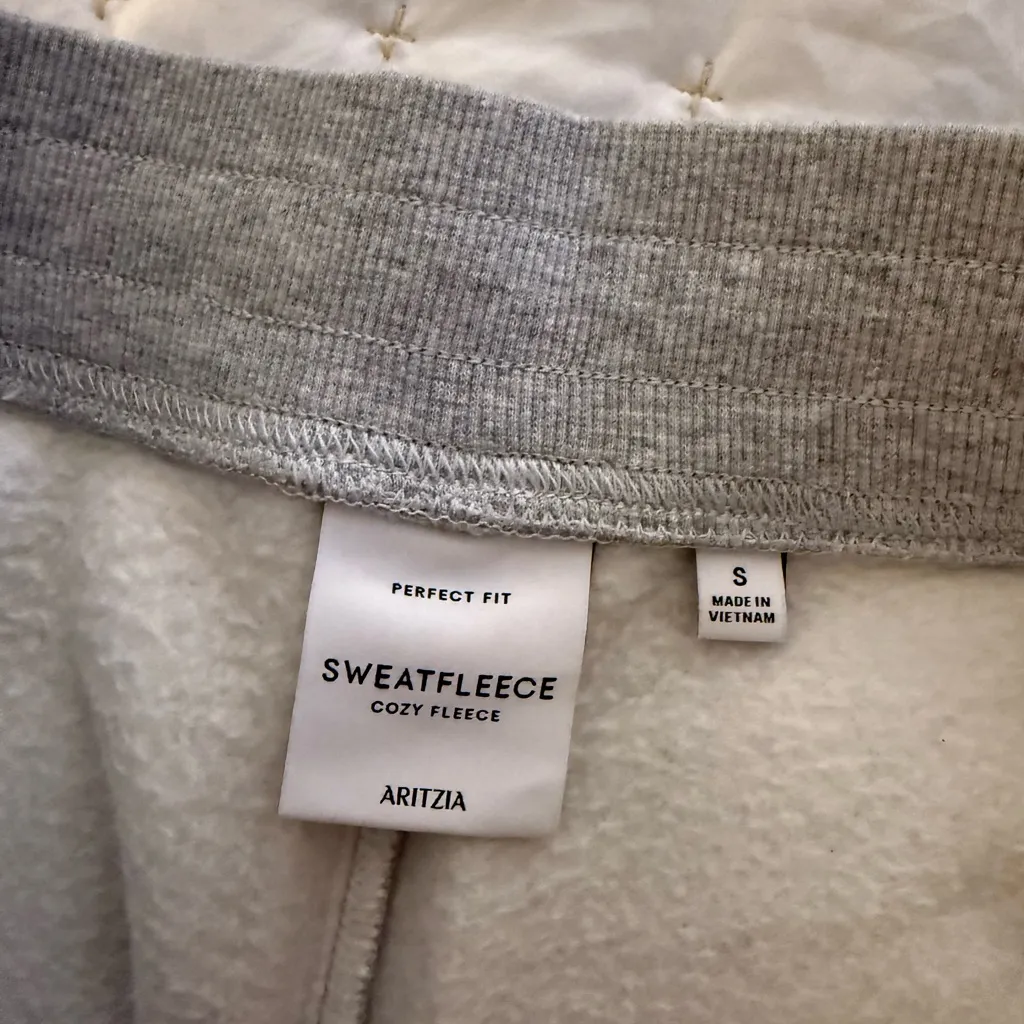 PERFECT FIT
SWEATFLEECE
COZY FLEECE
ARITZIA
S
MADE IN
VIETNAM